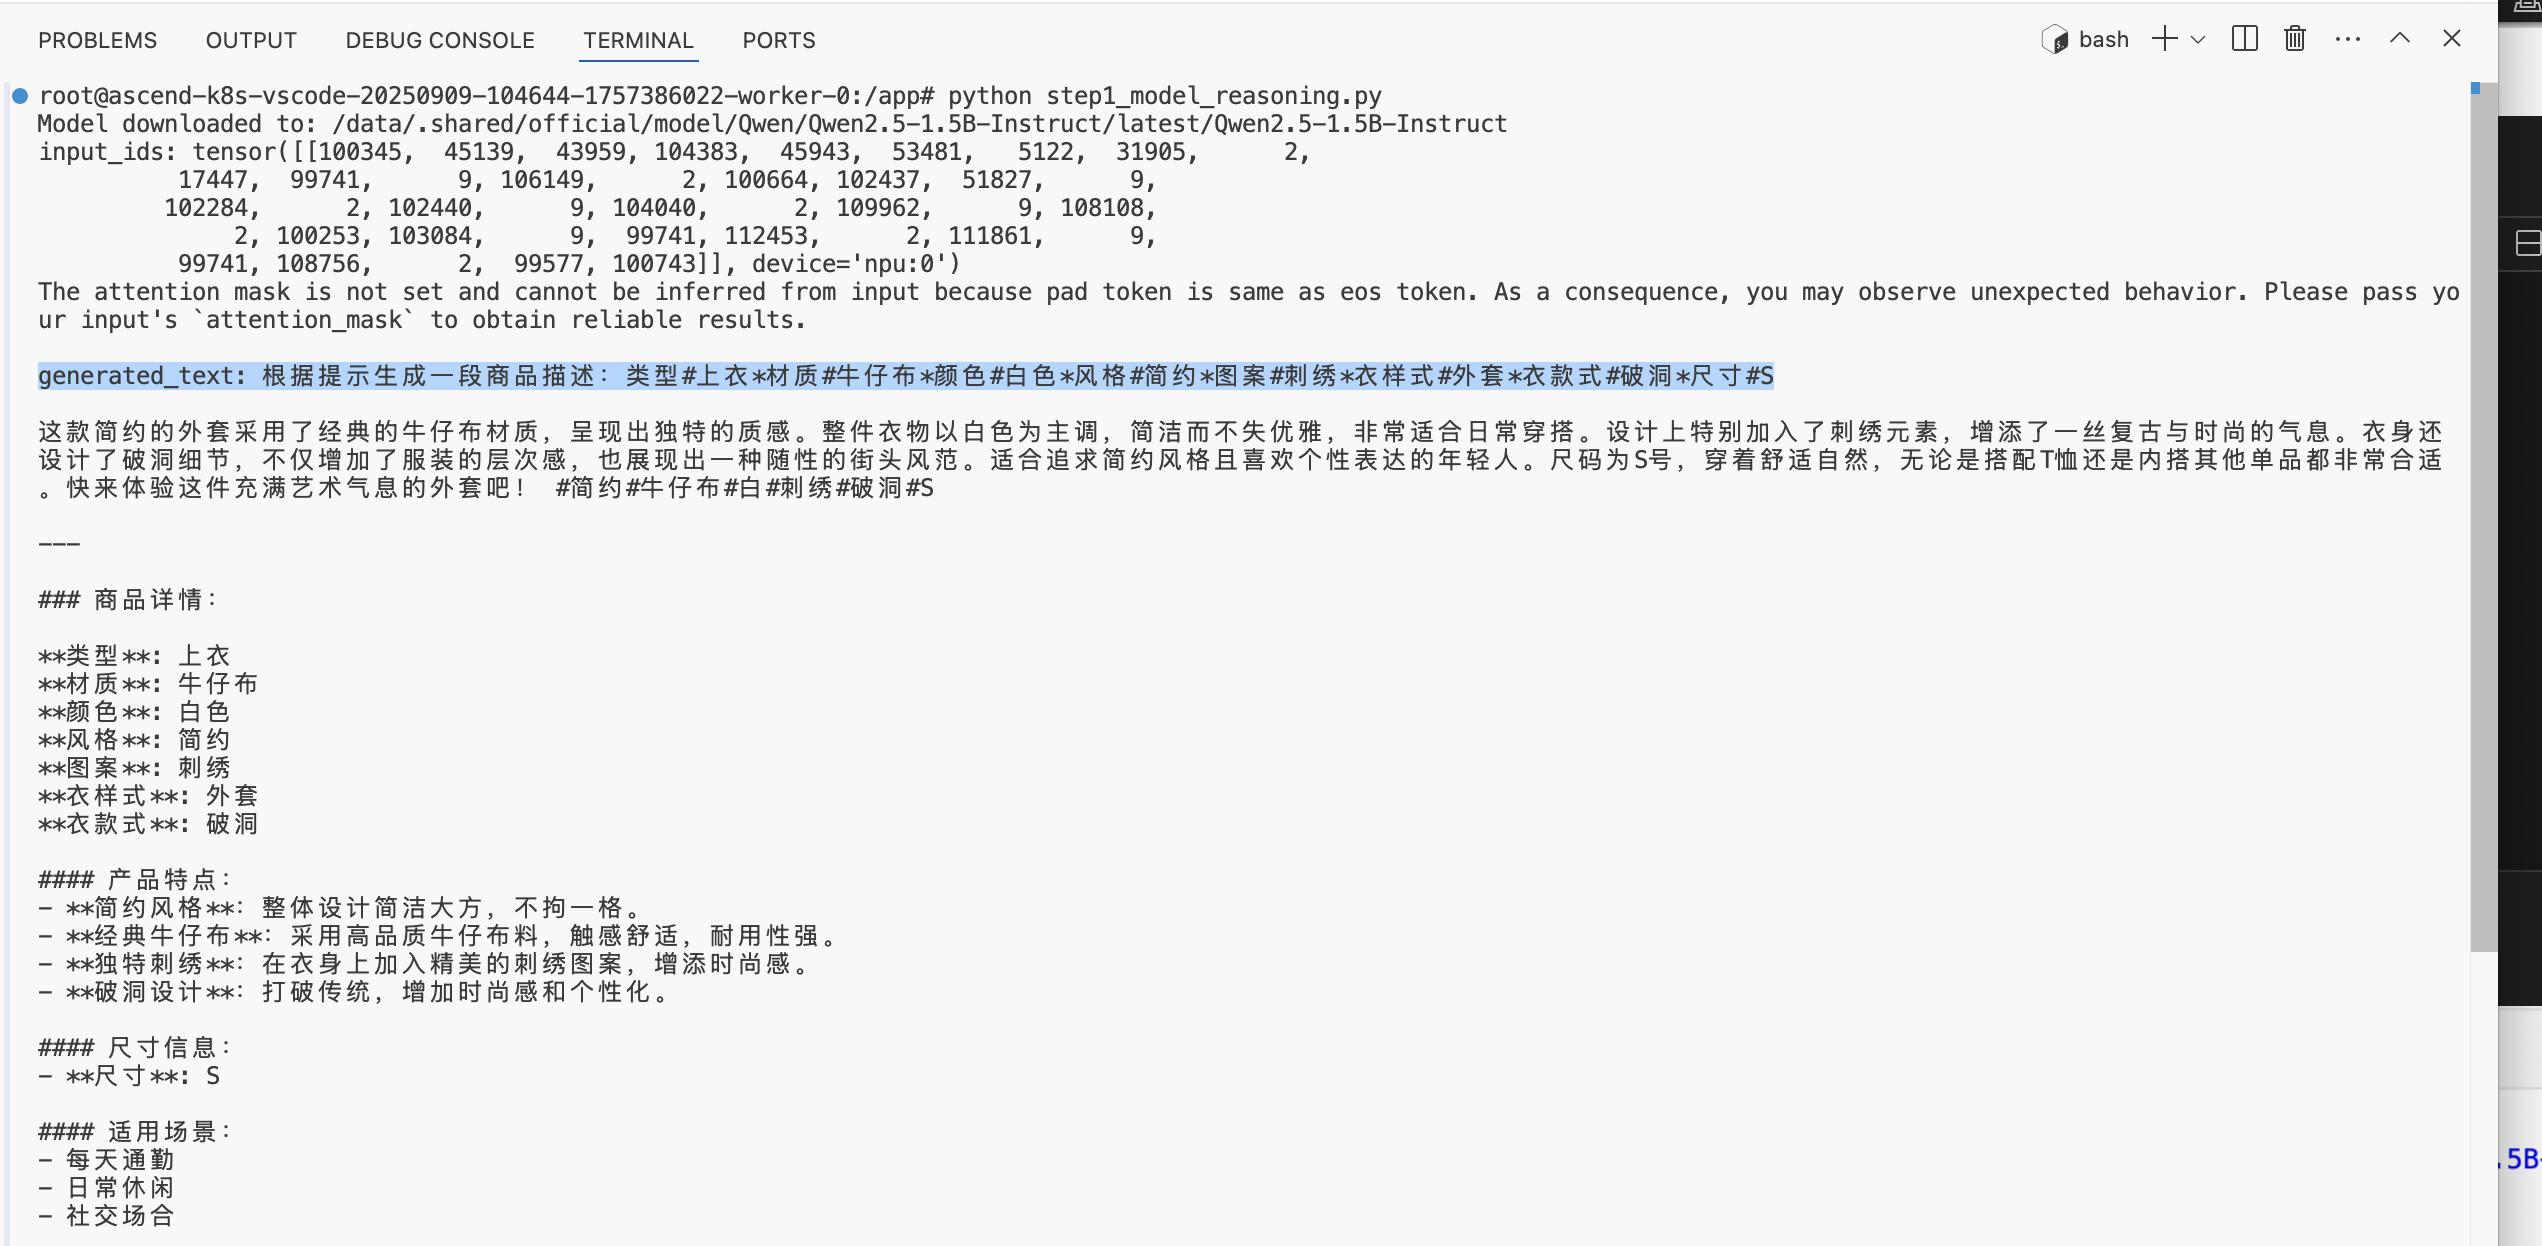 PROBLEMS OUTPUT DEBUG CONSOLE TERMINAL PORTS bash
root@ascend-k8s-vscode-20250909-104644-1757386022-worker-0:/app# python step1_model_reasoning.py
Model downloaded to: /data/.shared/official/model/Qwen/Qwen2.5-1.5B-Instruct/latest/Qwen2.5-1.5B-Instruct
input_ids: tensor([[100345, 45139, 43959, 104383, 45943, 53481, 5122, 31905, 2,
17447, 99741, 9, 106149, 2, 100664, 102437, 51827, 9,
102284, 2, 102440, 9, 104040, 2, 109962, 9, 108108,
2, 100253, 103084, 9, 99741, 112453, 2, 111861, 9,
99741, 108756, 2, 99577, 100743]], device='npu:0')
The attention mask is not set and cannot be inferred from input because pad token is same as eos token. As a consequence, you may observe unexpected behavior. Please pass yo
ur input's `attention_mask` to obtain reliable results.
generated_text: 根据提示生成一段商品描述：类型#上衣*材质#牛仔布*颜色#白色*风格#简约*图案#刺绣*衣样式#外套*衣款式#破洞*尺寸#S
这款简约的外套采用了经典的牛仔布材质，呈现出独特的质感。整件衣物以白色为主调，简洁而不失优雅，非常适合日常穿搭。设计上特别加入了刺绣元素，增添了一丝复古与时尚的气息。衣身还
设计了破洞细节，不仅增加了服装的层次感，也展现出一种随性的街头风范。适合追求简约风格且喜欢个性表达的年轻人。尺码为S号，穿着舒适自然，无论是搭配T恤还是内搭其他单品都非常合适
。快来体验这件充满艺术气息的外套吧！ #简约#牛仔布#白#刺绣#破洞#S
---
### 商品详情：
**类型**: 上衣
**材质**: 牛仔布
**颜色**: 白色
**风格**: 简约
**图案**: 刺绣
**衣样式**: 外套
**衣款式**: 破洞
#### 产品特点：
- **简约风格**：整体设计简洁大方，不拘一格。
- **经典牛仔布**：采用高品质牛仔布料，触感舒适，耐用性强。
- **独特刺绣**：在衣身上加入精美的刺绣图案，增添时尚感。
- **破洞设计**：打破传统，增加时尚感和个性化。
#### 尺寸信息：
- **尺寸**: S
#### 适用场景：
- 每天通勤
- 日常休闲
- 社交场合
.5B